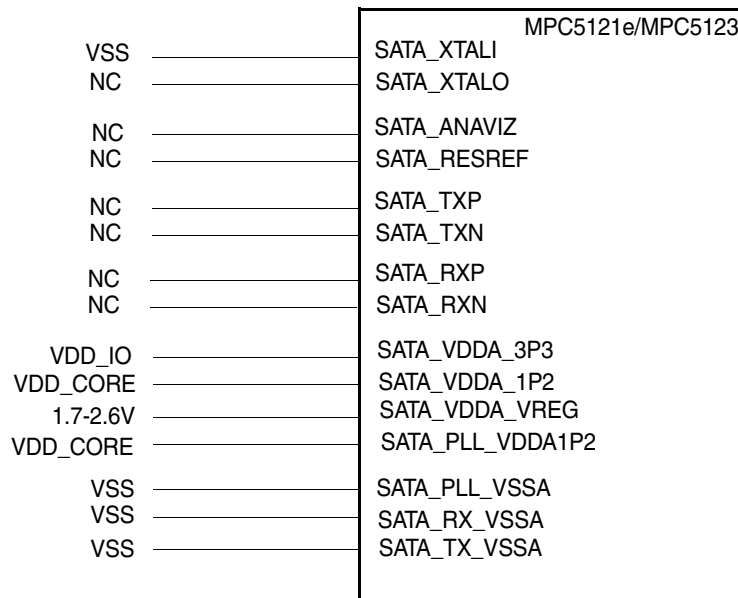 MPC5121e/MPC5123
VSS SATA_XTALI
NC SATA_XTALO
NC SATA_ANAVIZ
NC SATA_RESREF
NC SATA_TXP
NC SATA_TXN
NC SATA_RXP
NC SATA_RXN
VDD_IO SATA_VDDA_3P3
VDD_CORE SATA_VDDA_1P2
1.7-2.6V SATA_VDDA_VREG
VDD_CORE SATA_PLL_VDDA1P2
VSS SATA_PLL_VSSA
VSS SATA_RX_VSSA
VSS SATA_TX_VSSA